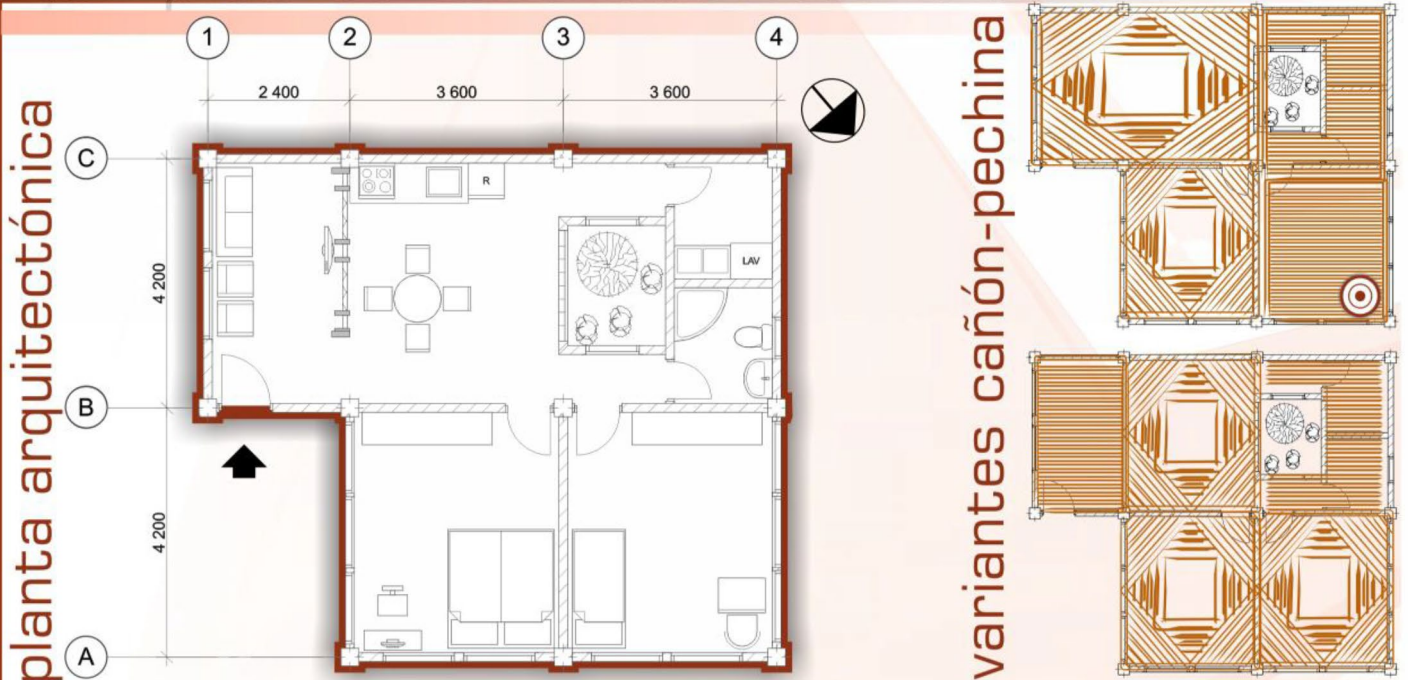 planta arquitectónica
1 2 3 4
2 400 3 600 3 600
C
4 200
B
4 200
A
R
LAV
variantes cañón-pechina